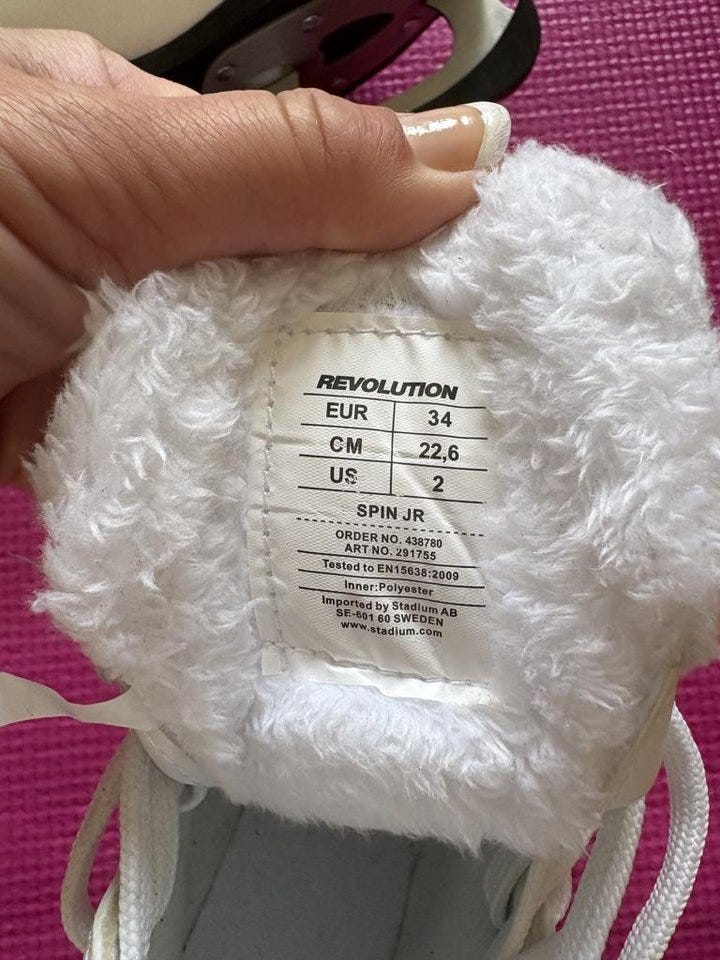 REVOLUTION
EUR 34
CM 22,6
US 2
SPIN JR
ORDER NO. 438780
ART NO. 291755
Tested to EN15638:2009
Inner:Polyester
Imported by Stadium AB
SE-601 60 SWEDEN
www.stadium.com